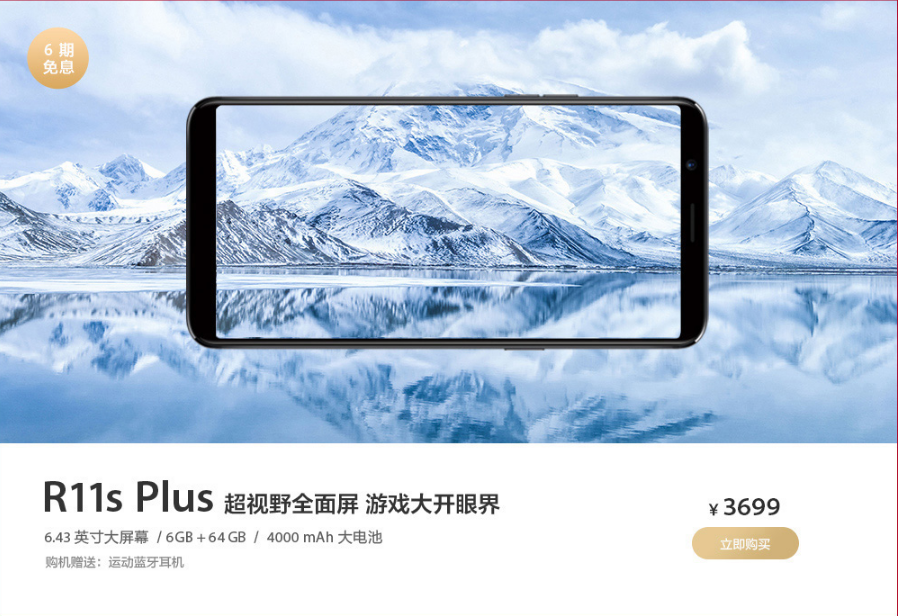 6 期
免息
R11s Plus 超视野全面屏 游戏大开眼界
¥ 3699
6.43 英寸大屏幕 / 6GB + 64 GB / 4000 mAh 大电池
立即购买
购机赠送：运动蓝牙耳机